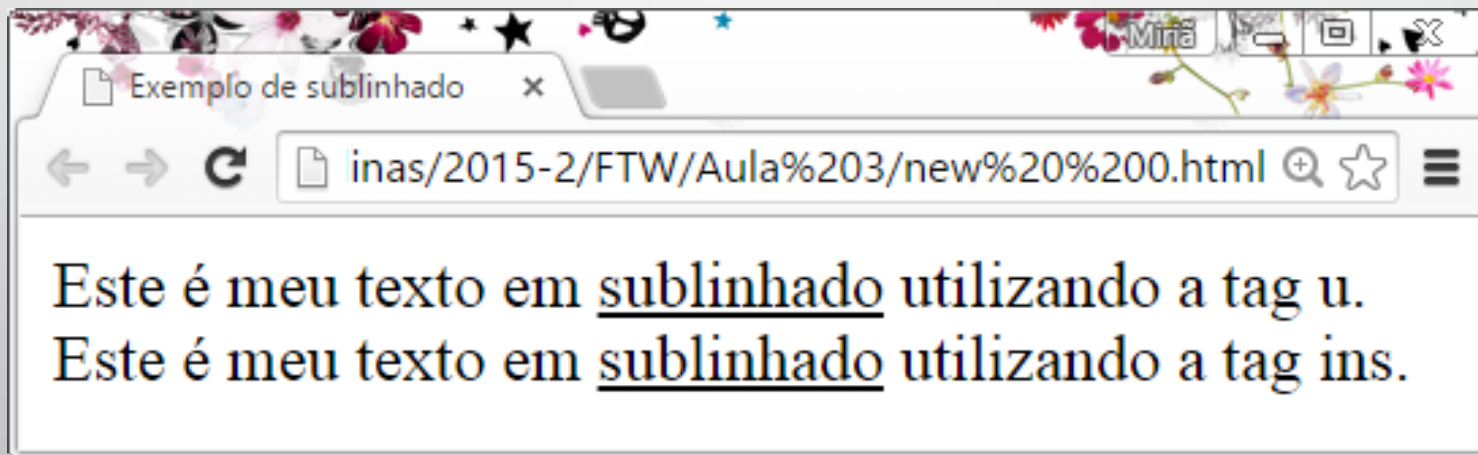 Miriã
Exemplo de sublinhado
inas/2015-2/FTW/Aula%203/new%20%200.html
Este é meu texto em sublinhado utilizando a tag u.
Este é meu texto em sublinhado utilizando a tag ins.